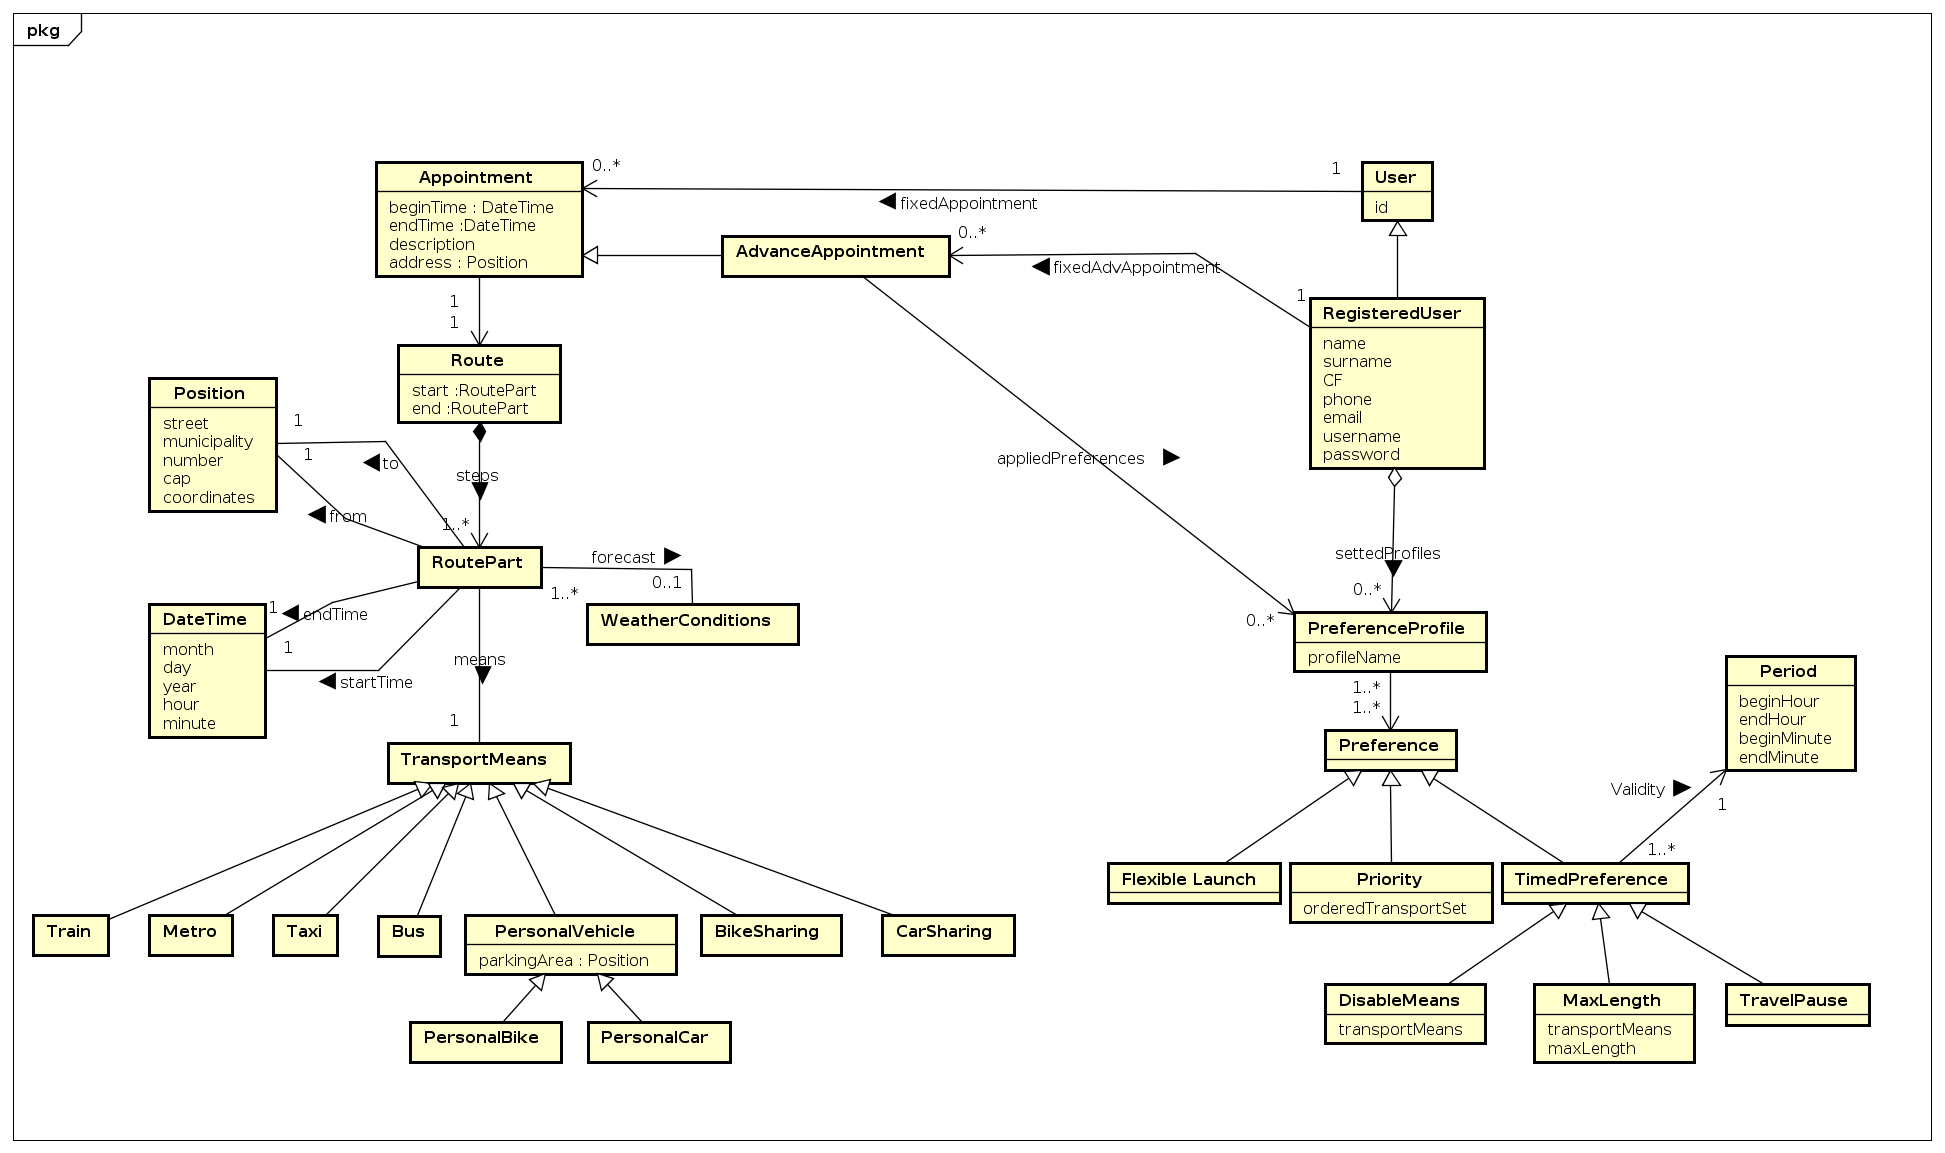 pkg
Appointment
beginTime : DateTime
endTime :DateTime
description
address : Position
0..*
1
fixedAppointment
User
id
AdvanceAppointment
0..*
fixedAdvAppointment
1
RegisteredUser
name
surname
CF
phone
email
username
password
1
1
Route
start :RoutePart
end :RoutePart
Position
street
municipality
number
cap
coordinates
1
1
to
from
steps
1..*
appliedPreferences
RoutePart
forecast
0..1
1..*
WeatherConditions
settedProfiles
0..*
0..*
PreferenceProfile
profileName
DateTime
month
day
year
hour
minute
1
endTime
1
startTime
means
1
1..*
1..*
Preference
Period
beginHour
endHour
beginMinute
endMinute
Validity
1
1..*
TransportMeans
Flexible Launch
Priority
orderedTransportSet
TimedPreference
Train
Metro
Taxi
Bus
PersonalVehicle
parkingArea : Position
BikeSharing
CarSharing
PersonalBike
PersonalCar
DisableMeans
transportMeans
MaxLength
transportMeans
maxLength
TravelPause